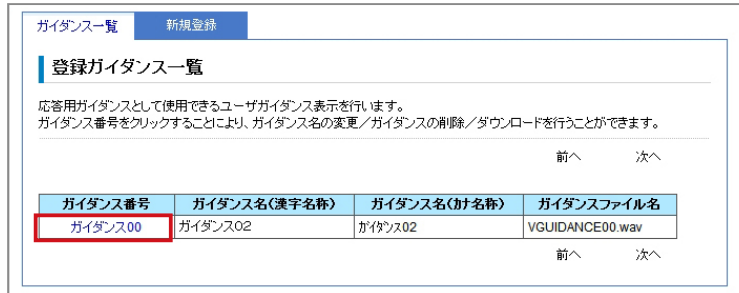 ガイダンス一覧 新規登録
登録ガイダンス一覧
応答用ガイダンスとして使用できるユーザガイダンス表示を行います。
ガイダンス番号をクリックすることにより、ガイダンス名の変更／ガイダンスの削除／ダウンロードを行うことができます。
前へ 次へ
ガイダンス番号 ガイダンス名(漢字名称) ガイダンス名(ｶﾅ名称) ガイダンスファイル名
ガイダンス00 ガイダンス02 ｶﾞｲﾀﾞﾝｽ02 VGUIDANCE00.wav
前へ 次へ